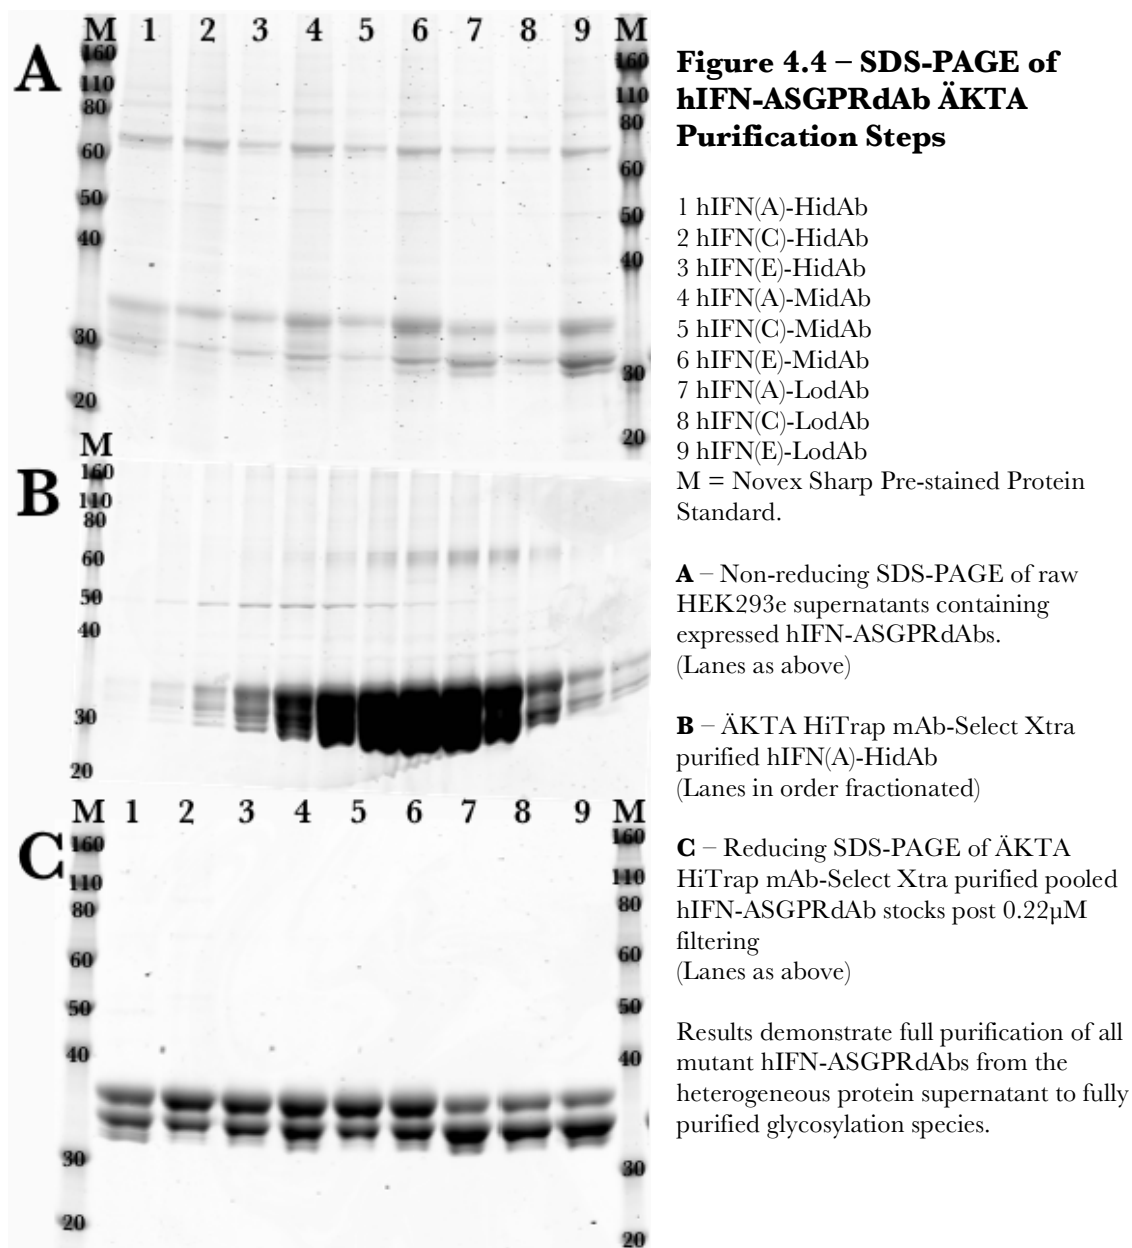 M 1 2 3 4 5 6 7 8 9 M
A
160
110
80
60
50
40
30
20
160
110
80
60
50
40
30
20
M
B
160
110
80
60
50
40
30
20
M 1 2 3 4 5 6 7 8 9 M
C
160
110
80
60
50
40
30
20
160
110
80
60
50
40
30
20
Figure 4.4 – SDS-PAGE of
hIFN-ASGPRdAb ÄKTA
Purification Steps
1 hIFN(A)-HidAb
2 hIFN(C)-HidAb
3 hIFN(E)-HidAb
4 hIFN(A)-MidAb
5 hIFN(C)-MidAb
6 hIFN(E)-MidAb
7 hIFN(A)-LodAb
8 hIFN(C)-LodAb
9 hIFN(E)-LodAb
M = Novex Sharp Pre-stained Protein
Standard.
A – Non-reducing SDS-PAGE of raw
HEK293e supernatants containing
expressed hIFN-ASGPRdAbs.
(Lanes as above)
B – ÄKTA HiTrap mAb-Select Xtra
purified hIFN(A)-HidAb
(Lanes in order fractionated)
C – Reducing SDS-PAGE of ÄKTA
HiTrap mAb-Select Xtra purified pooled
hIFN-ASGPRdAb stocks post 0.22µM
filtering
(Lanes as above)
Results demonstrate full purification of all
mutant hIFN-ASGPRdAbs from the
heterogeneous protein supernatant to fully
purified glycosylation species.